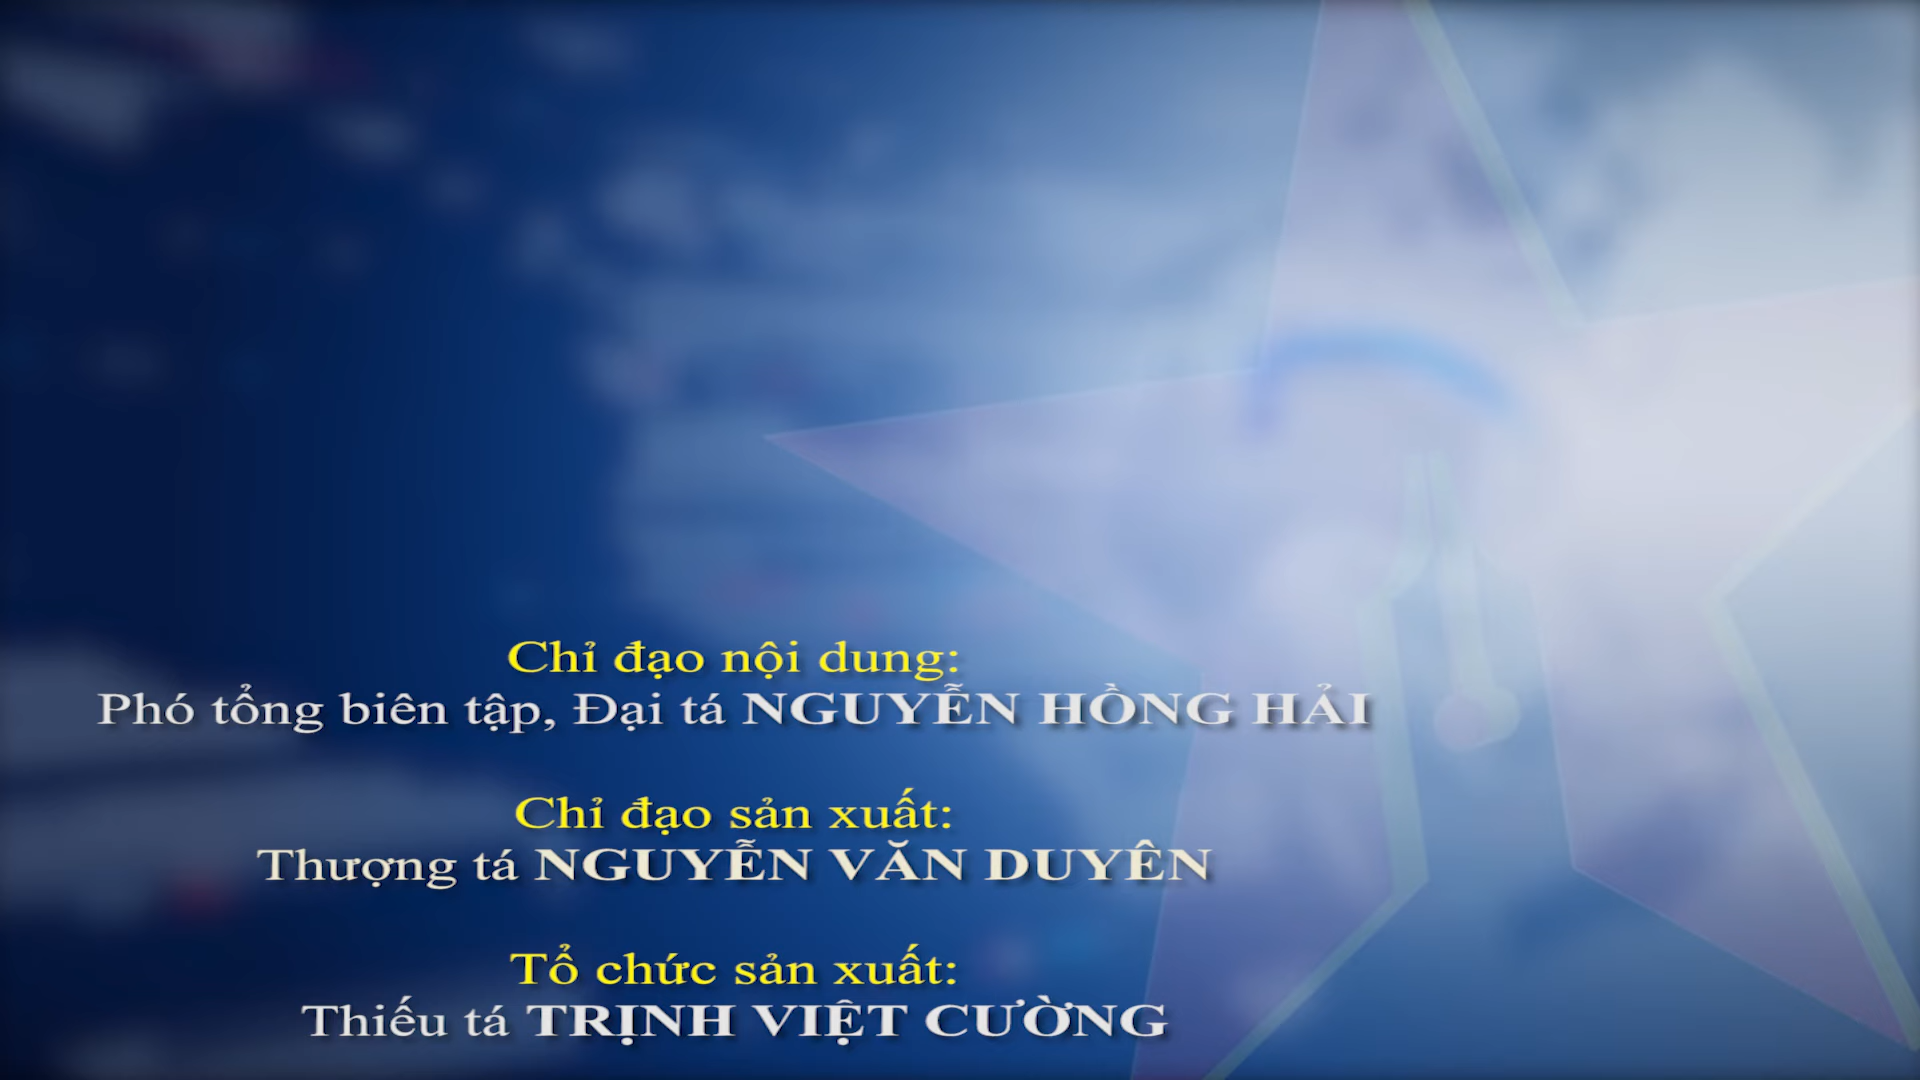 Chỉ đạo nội dung:
Phó tổng biên tập, Đại tá NGUYỄN HỒNG HẢI
Chỉ đạo sản xuất:
Thượng tá NGUYỄN VĂN DUYÊN
Tổ chức sản xuất:
Thiếu tá TRỊNH VIỆT CƯỜNG